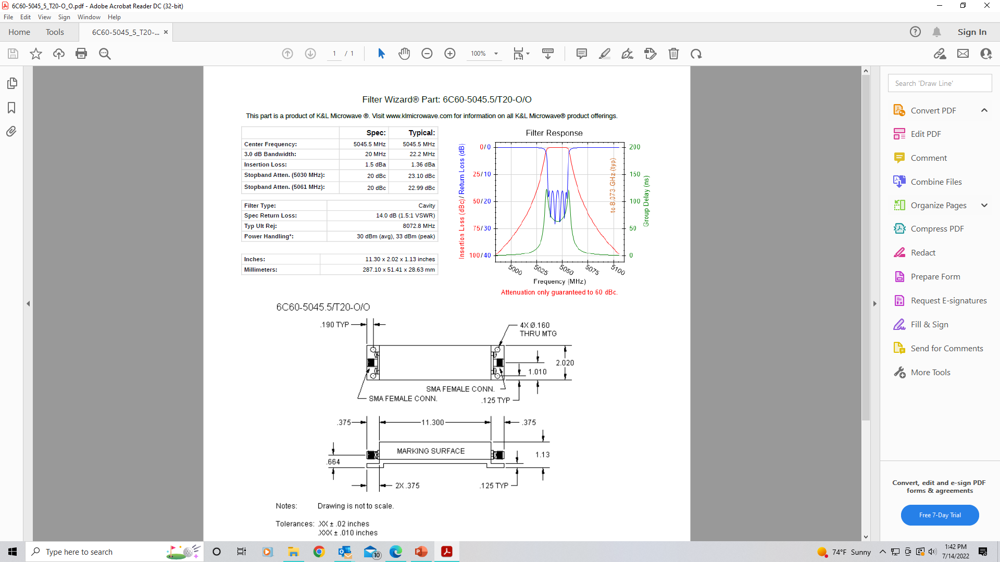 6C60-5045_5_T20-O_O.pdf - Adobe Acrobat Reader DC (32-bit)
File Edit View Sign Window Help
Home Tools 6C60-5045_5_T20-... × Sign In
1 / 1 100%
Search 'Draw Line'
Convert PDF
Edit PDF
Comment
Combine Files
Organize Pages
Compress PDF
Redact
Prepare Form
Request E-signatures
Fill & Sign
Send for Comments
More Tools
Convert, edit and e-sign PDF
forms & agreements
Free 7-Day Trial
Filter Wizard® Part: 6C60-5045.5/T20-O/O
This part is a product of K&L Microwave ®. Visit www.klmicrowave.com for information on all K&L Microwave® product offerings.
Spec: Typical:
Center Frequency: 5045.5 MHz 5045.5 MHz
3.0 dB Bandwidth: 20 MHz 22.2 MHz
Insertion Loss: 1.5 dBa 1.36 dBa
Stopband Atten. (5030 MHz): 20 dBc 23.10 dBc
Stopband Atten. (5061 MHz): 20 dBc 22.99 dBc
Filter Type: Cavity
Spec Return Loss: 14.0 dB (1.5:1 VSWR)
Typ Ult Rej: 8072.8 MHz
Power Handling*: 30 dBm (avg), 33 dBm (peak)
Inches: 11.30 x 2.02 x 1.13 inches
Millimeters: 287.10 x 51.41 x 28.63 mm
Filter Response
Insertion Loss (dBc)/ Return Loss (dB)
0/0
25/10
50/20
75/30
100/40
200
150
100
50
0
Group Delay (ns)
to 8.073 GHz (typ)
5000 5025 5050 5075 5100
Frequency (MHz)
Attenuation only guaranteed to 60 dBc.
6C60-5045.5/T20-O/O
.190 TYP
4X Ø.160
THRU MTG
2.020
1.010
SMA FEMALE CONN.
SMA FEMALE CONN.
.125 TYP
.375 11.300 .375
MARKING SURFACE
1.13
.664
2X .375
.125 TYP
Notes: Drawing is not to scale.
Tolerances: .XX ± .02 inches
.XXX ± .010 inches
Type here to search
10
74°F Sunny
1:42 PM
7/14/2022